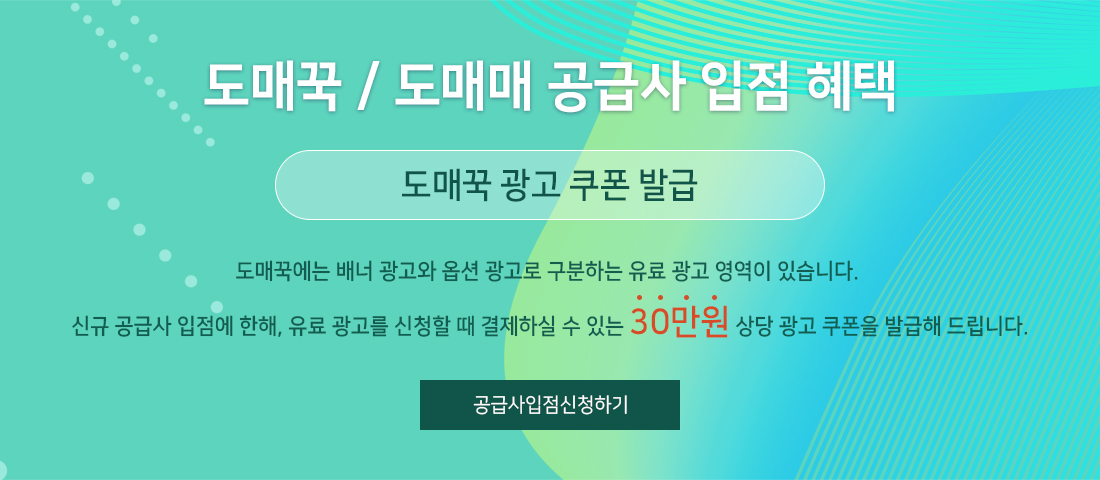 도매꾹 / 도매매 공급사 입점 혜택
도매꾹 광고 쿠폰 발급
도매꾹에는 배너 광고와 옵션 광고로 구분하는 유료 광고 영역이 있습니다.
신규 공급사 입점에 한해, 유료 광고를 신청할 때 결제하실 수 있는 30만원 상당 광고 쿠폰을 발급해 드립니다.
공급사입점신청하기